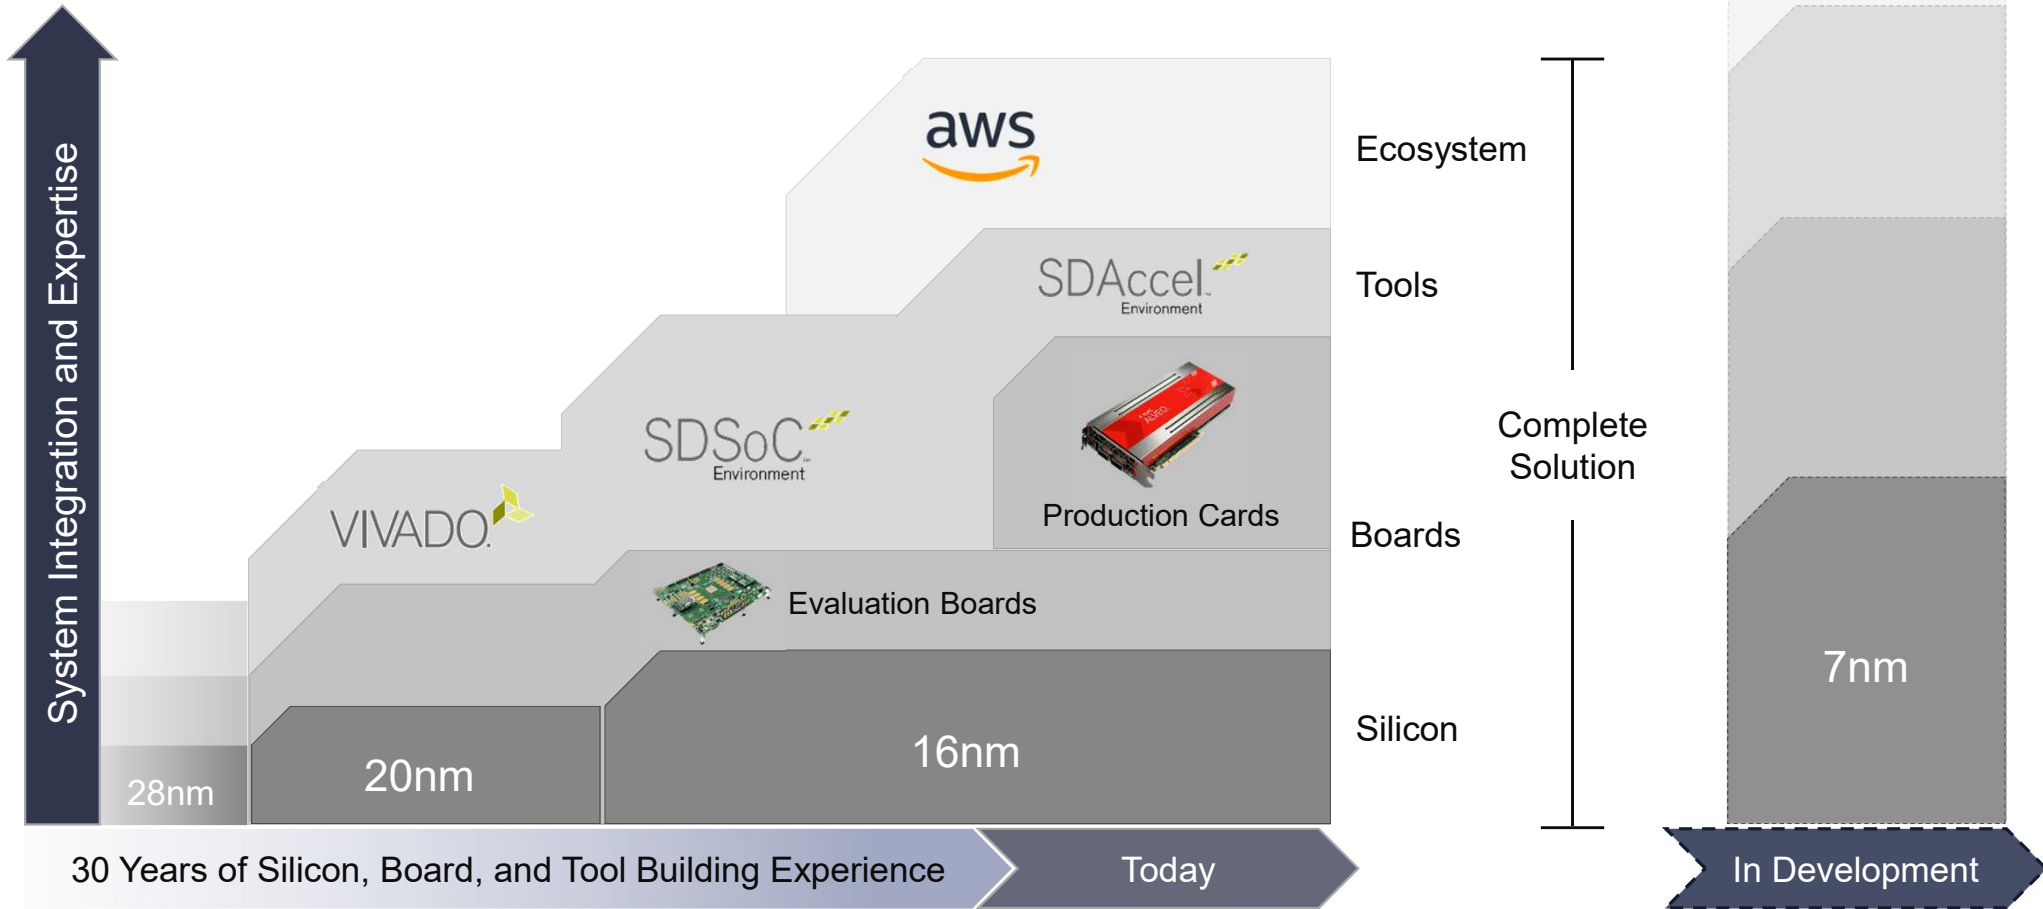 System Integration and Expertise
aws
Ecosystem
SDAccel
Environment
Tools
Complete
Solution
SDSoC
Environment
VIVADO
ALVEO
Production Cards
Boards
Evaluation Boards
Silicon
28nm
20nm
16nm
7nm
30 Years of Silicon, Board, and Tool Building Experience
Today
In Development